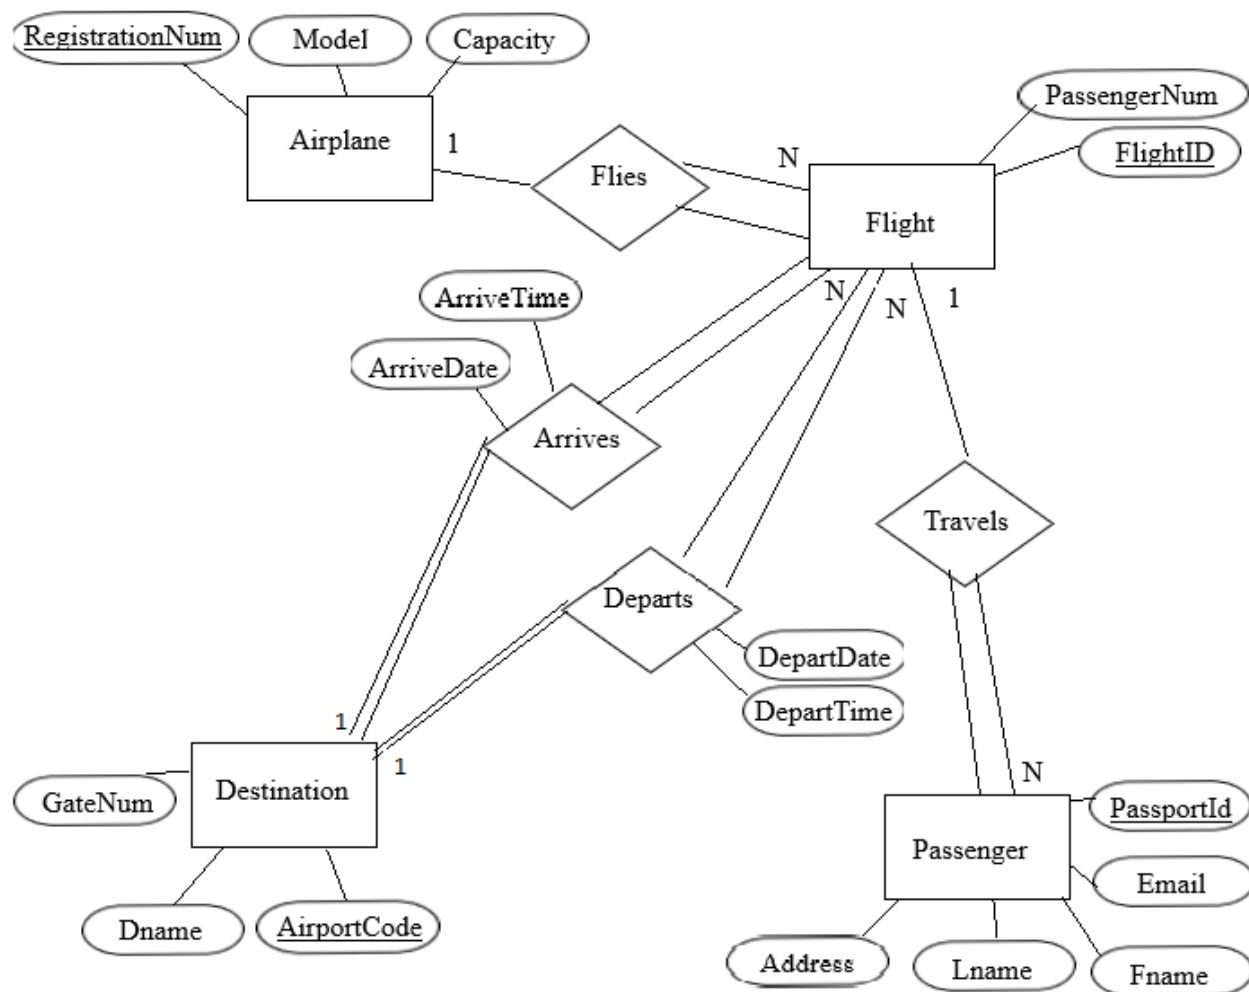 RegistrationNum
Model
Capacity
PassengerNum
FlightID
Airplane
1
Flies
N
Flight
ArriveTime
N
N
1
ArriveDate
Arrives
Travels
Departs
DepartDate
DepartTime
1
1
N
GateNum
Destination
PassportId
Passenger
Email
Dname
AirportCode
Address
Lname
Fname